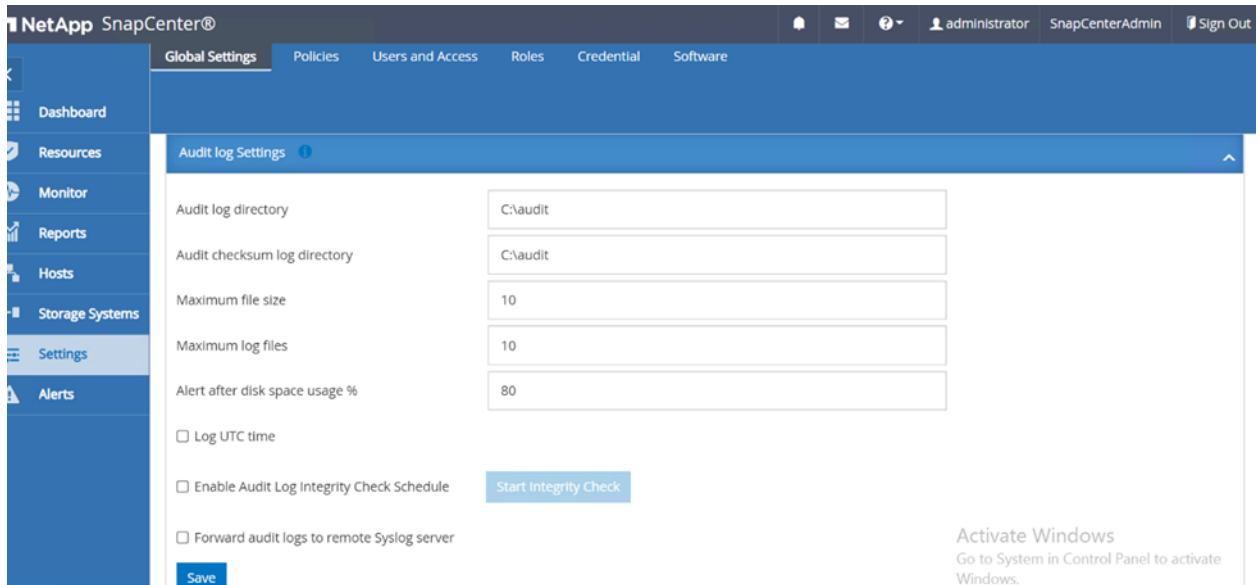 NetApp SnapCenter®
administrator SnapCenterAdmin Sign Out
Global Settings Policies Users and Access Roles Credential Software
Dashboard
Resources
Monitor
Reports
Hosts
Storage Systems
Settings
Alerts
Audit log Settings
Audit log directory C:\audit
Audit checksum log directory C:\audit
Maximum file size 10
Maximum log files 10
Alert after disk space usage % 80
Log UTC time
Enable Audit Log Integrity Check Schedule Start Integrity Check
Forward audit logs to remote Syslog server
Save
Activate Windows
Go to System in Control Panel to activate
Windows.